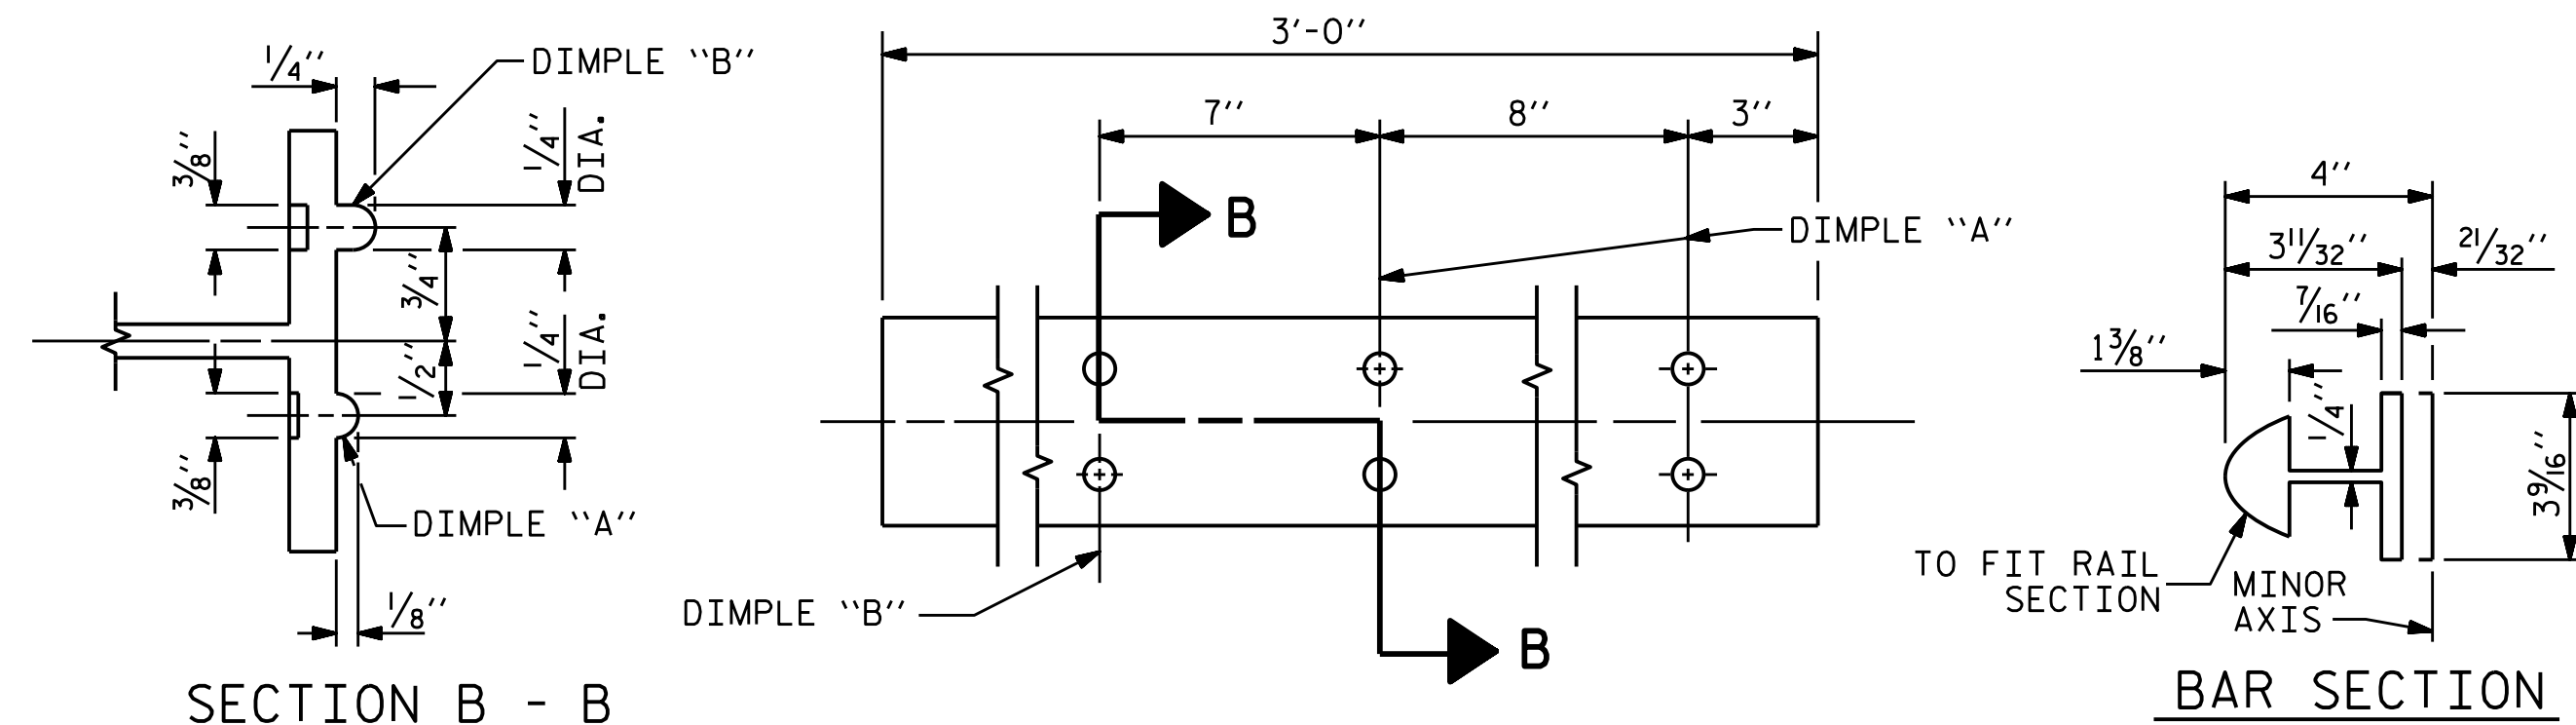 1/4''
DIMPLE ``B''
3/8''
1/4'' DIA.
3/4''
1/2''
1/4'' DIA.
3/8''
DIMPLE ``A''
1/8''
SECTION B - B
3'-0''
7''
8''
3''
B
DIMPLE ``A''
DIMPLE ``B''
B
4''
3 11/32''
21/32''
7/16''
1 3/8''
1/4''
3 9/16''
TO FIT RAIL
SECTION
MINOR
AXIS
BAR SECTION